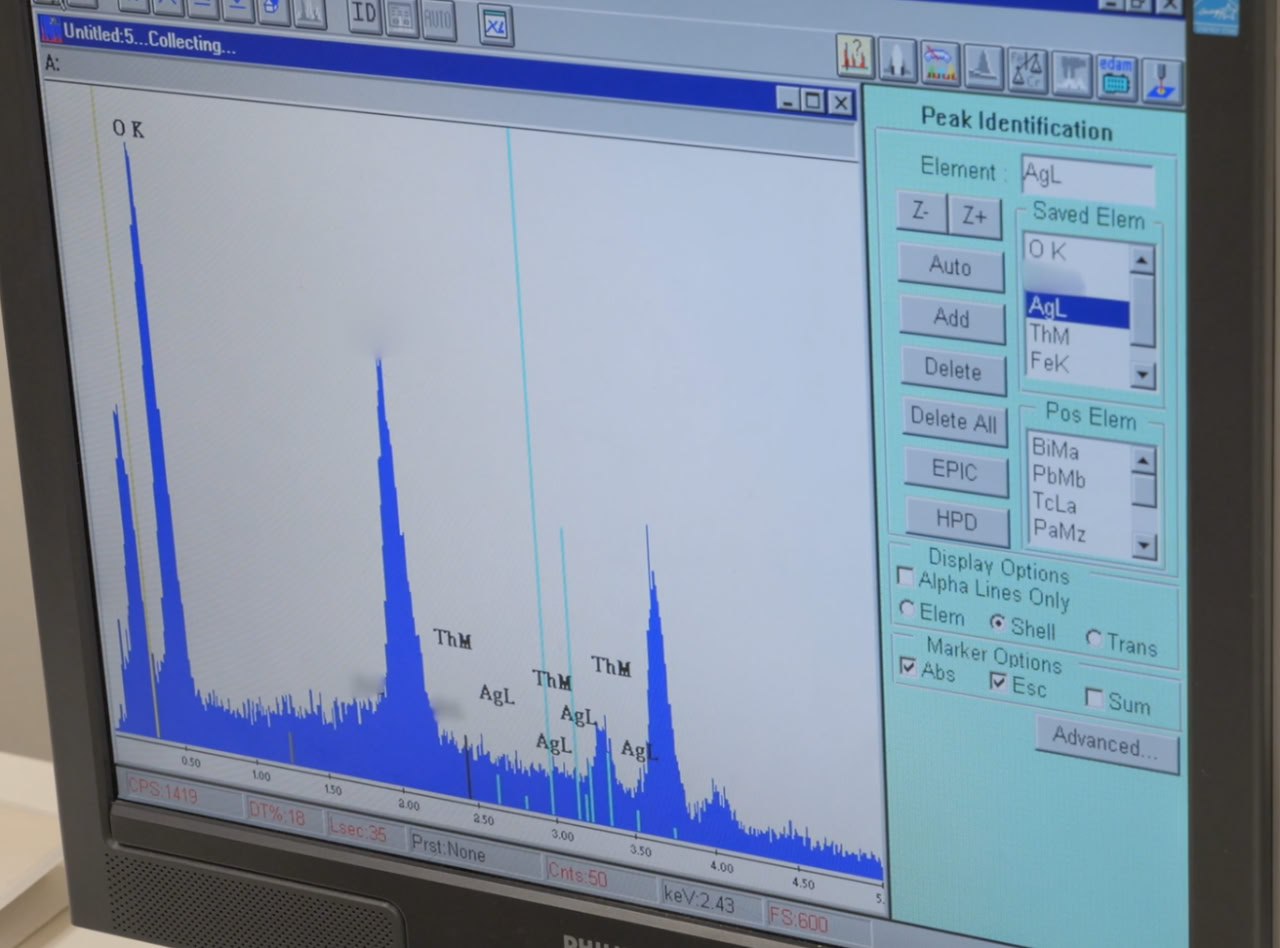 ID
AUTO
XL
Untitled:5...Collecting...
A:
edam
Peak Identification
Element : AgL
Z- Z+
Saved Elem
O K
AgL
ThM
FeK
Auto
Add
Delete
Delete All
EPIC
HPD
Pos Elem
BiMa
PbMb
TcLa
PaMz
Display Options
Alpha Lines Only
Elem Shell Trans
Marker Options
Abs Esc Sum
Advanced...
O K
ThM
ThM
ThM
AgL
AgL
AgL
AgL
0.50 1.00 1.50 2.00 2.50 3.00 3.50 4.00 4.50 5.
CPS:1419 DT%:18 Lsec:35 Prst:None Cnts:50 keV:2.43 FS:600